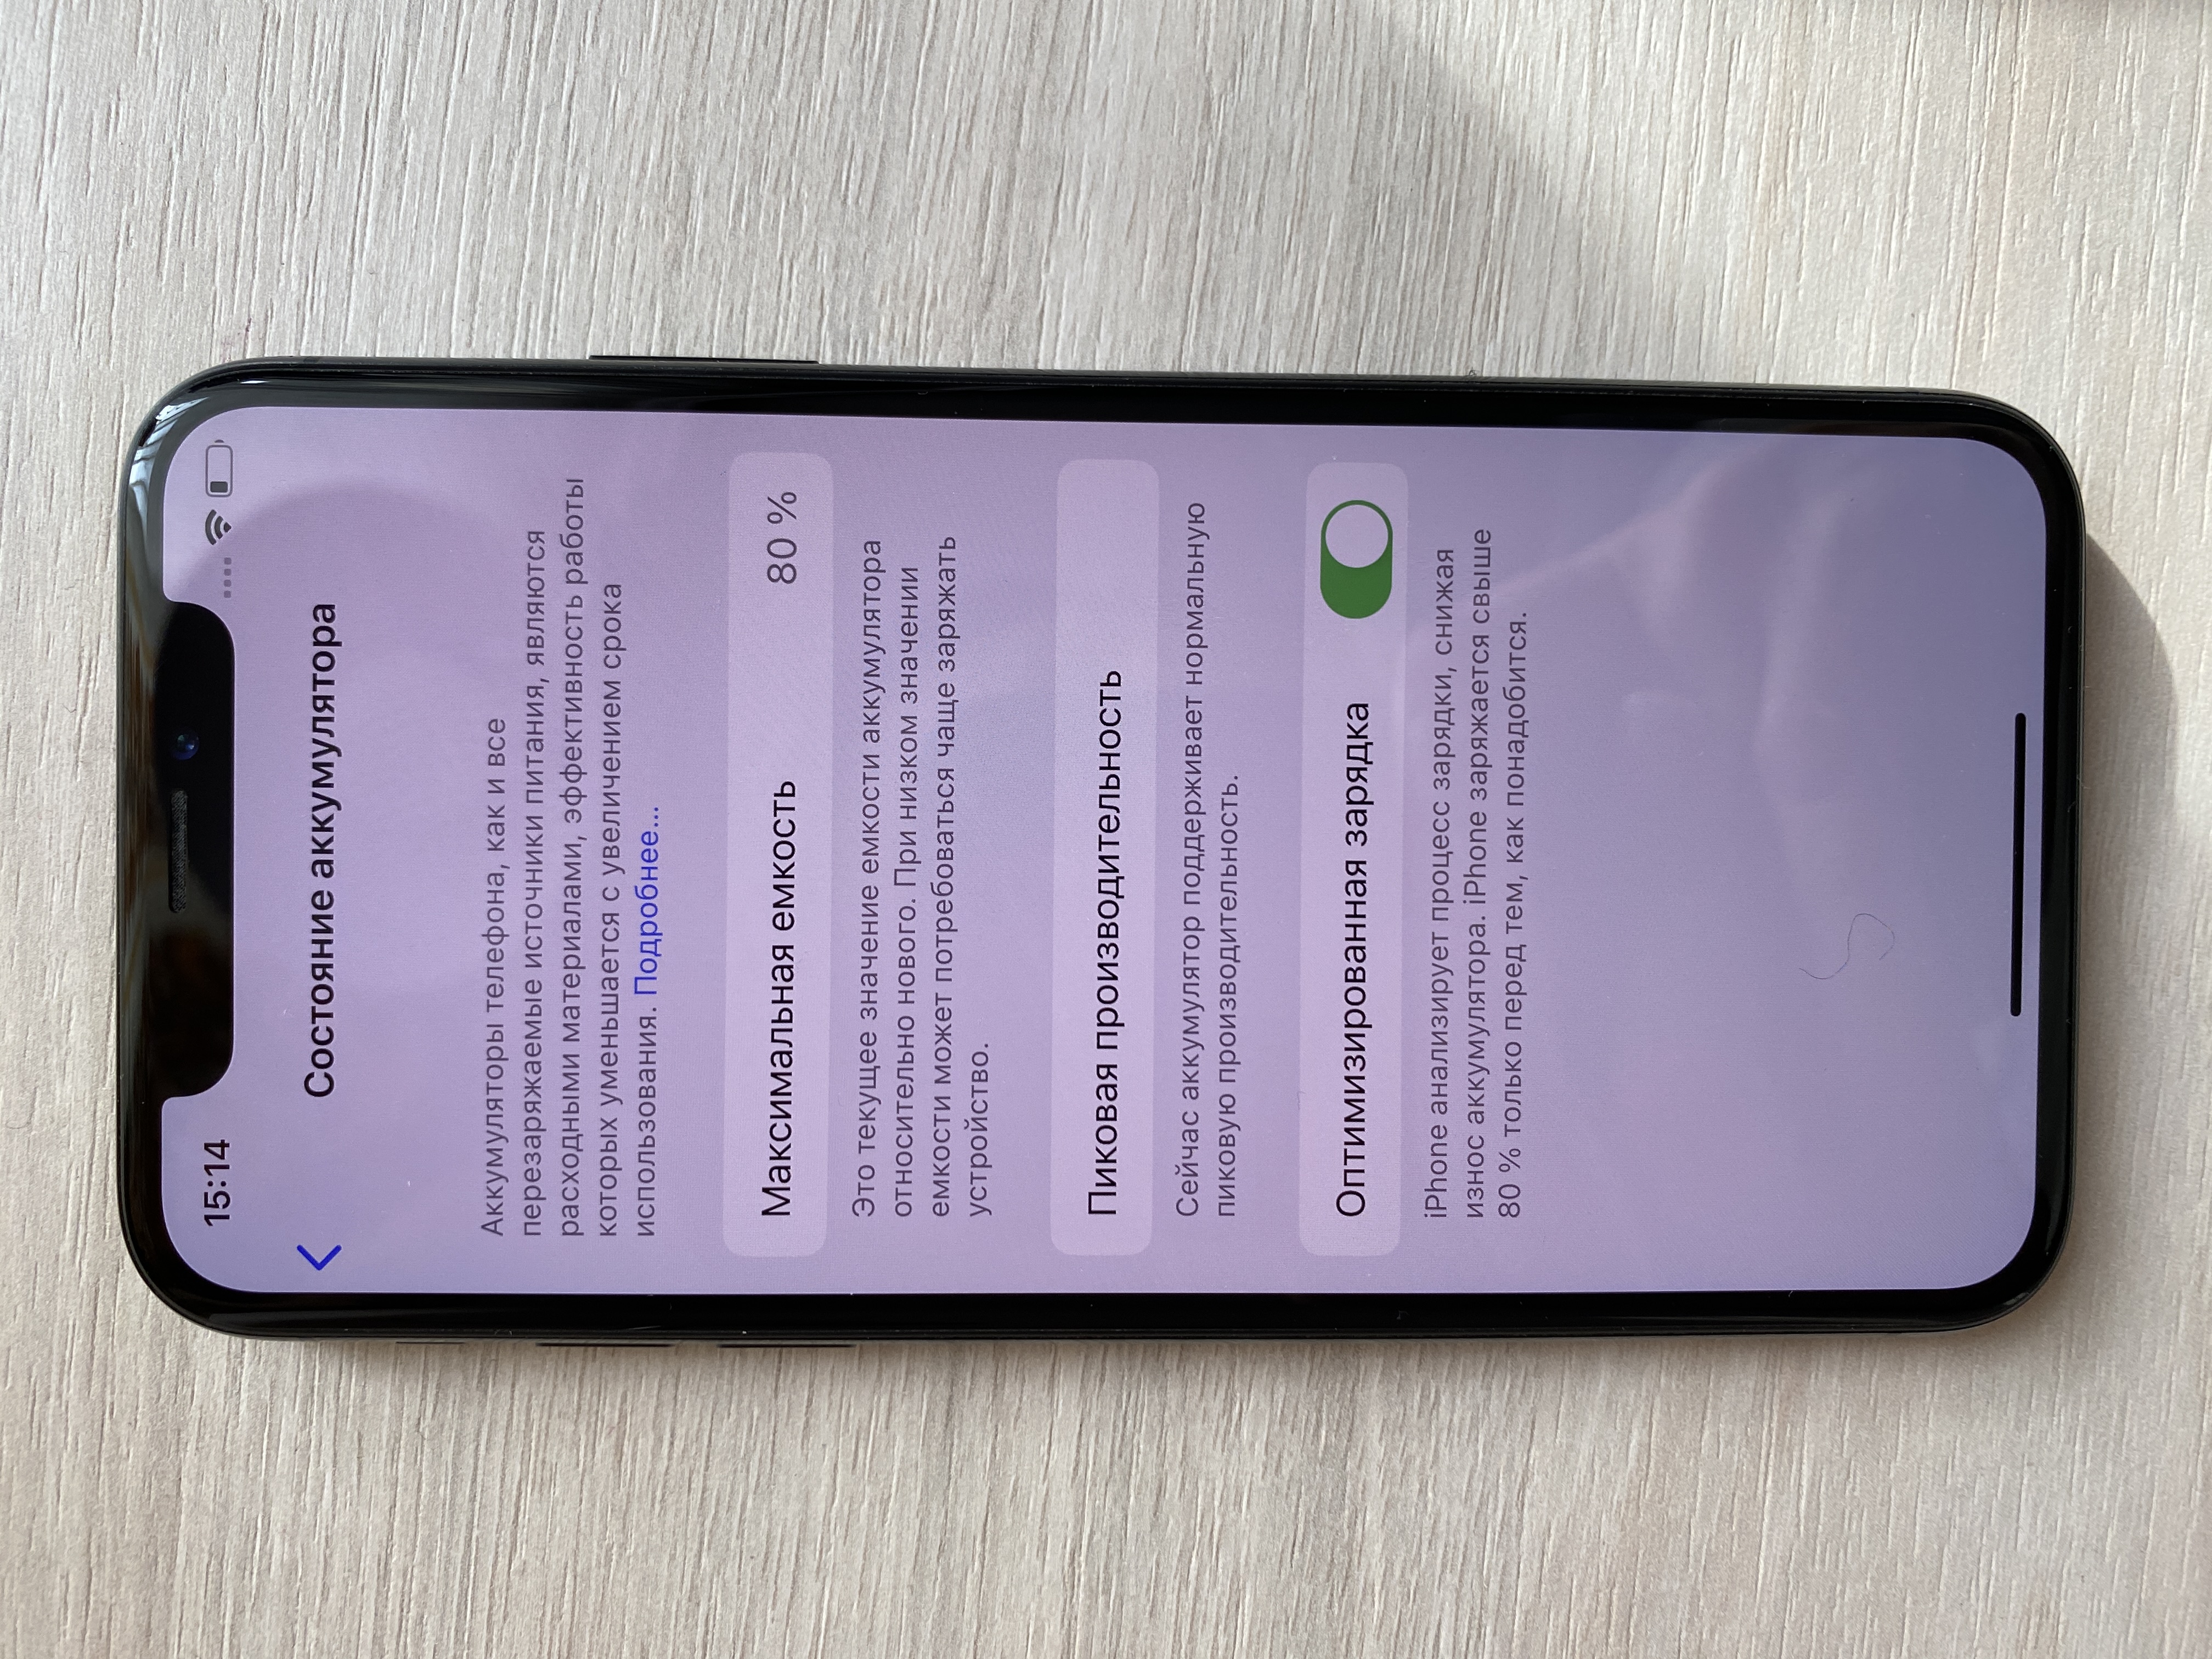 15:14
Состояние аккумулятора
Аккумуляторы телефона, как и все
перезаряжаемые источники питания, являются
расходными материалами, эффективность работы
которых уменьшается с увеличением срока
использования. Подробнее...
Максимальная емкость 80 %
Это текущее значение емкости аккумулятора
относительно нового. При низком значении
емкости может потребоваться чаще заряжать
устройство.
Пиковая производительность
Сейчас аккумулятор поддерживает нормальную
пиковую производительность.
Оптимизированная зарядка
iPhone анализирует процесс зарядки, снижая
износ аккумулятора. iPhone заряжается свыше
80 % только перед тем, как понадобится.